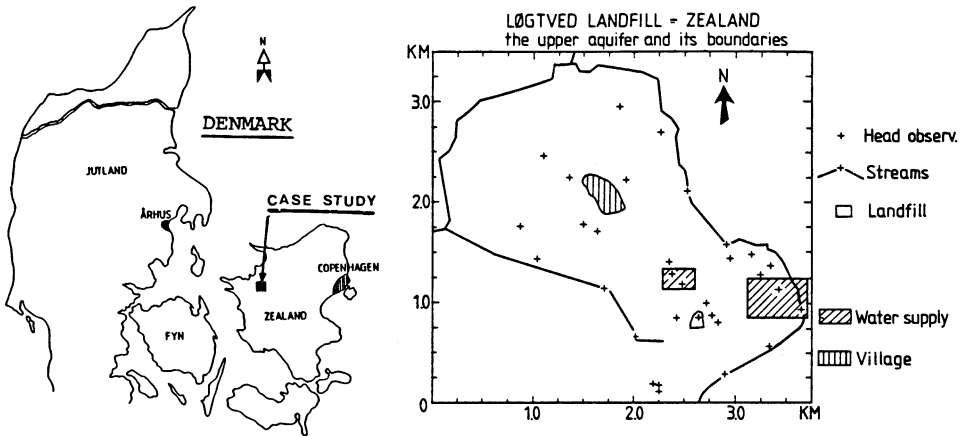 N
DENMARK
JUTLAND
ÅRHUS
CASE STUDY
COPENHAGEN
ZEALAND
FYN
LØGTVED LANDFILL = ZEALAND
the upper aquifer and its boundaries
KM
3.0
2.0
1.0
0
1.0
2.0
3.0
KM
N
+ Head observ.
Streams
Landfill
Water supply
Village